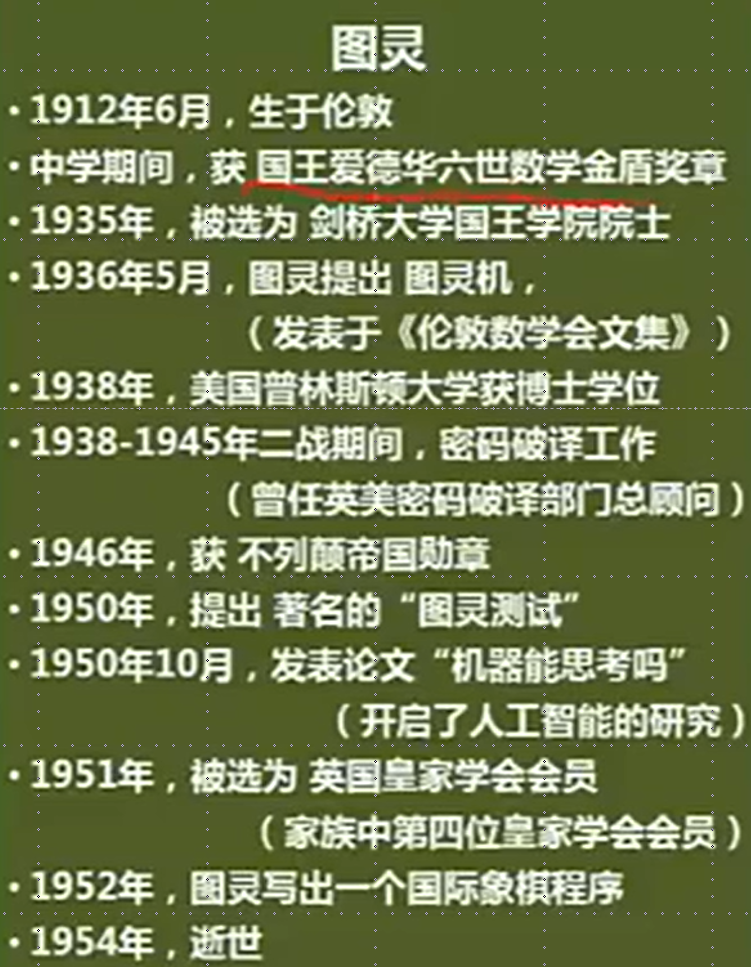 图灵
• 1912年6月，生于伦敦
• 中学期间，获 国王爱德华六世数学金盾奖章
• 1935年，被选为 剑桥大学国王学院院士
• 1936年5月，图灵提出 图灵机，
（发表于《伦敦数学会文集》）
• 1938年，美国普林斯顿大学获博士学位
• 1938-1945年二战期间，密码破译工作
（曾任英美密码破译部门总顾问）
• 1946年，获 不列颠帝国勋章
• 1950年，提出 著名的“图灵测试”
• 1950年10月，发表论文“机器能思考吗”
（开启了人工智能的研究）
• 1951年，被选为 英国皇家学会会员
（家族中第四位皇家学会会员）
• 1952年，图灵写出一个国际象棋程序
• 1954年，逝世